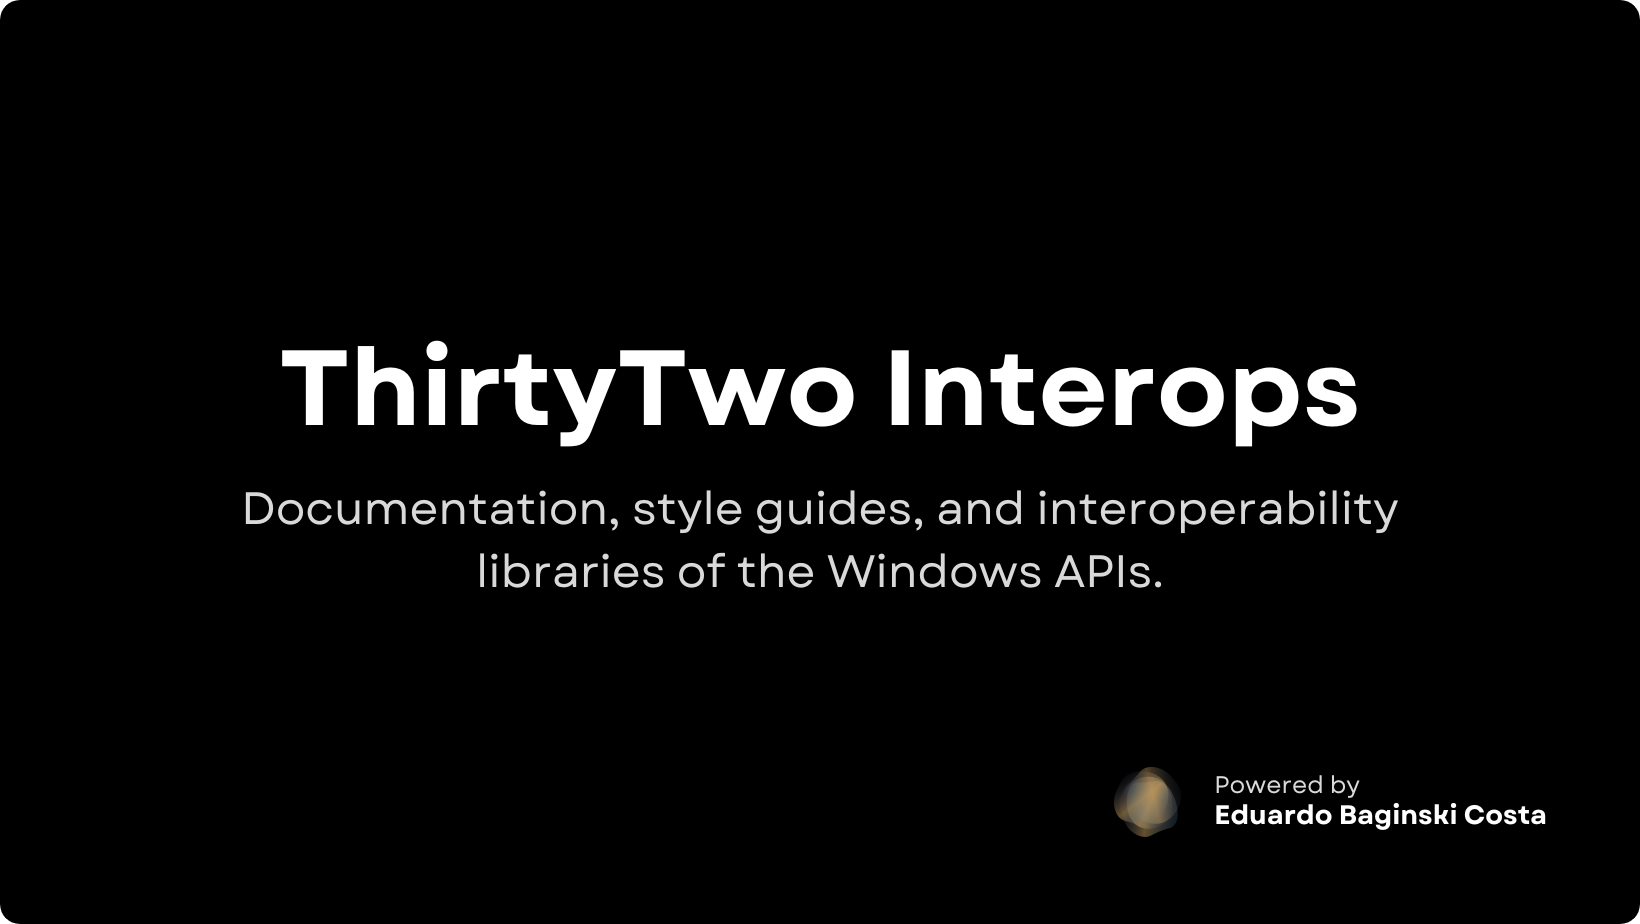 ThirtyTwo Interops
Documentation, style guides, and interoperability
libraries of the Windows APIs.
Powered by
Eduardo Baginski Costa